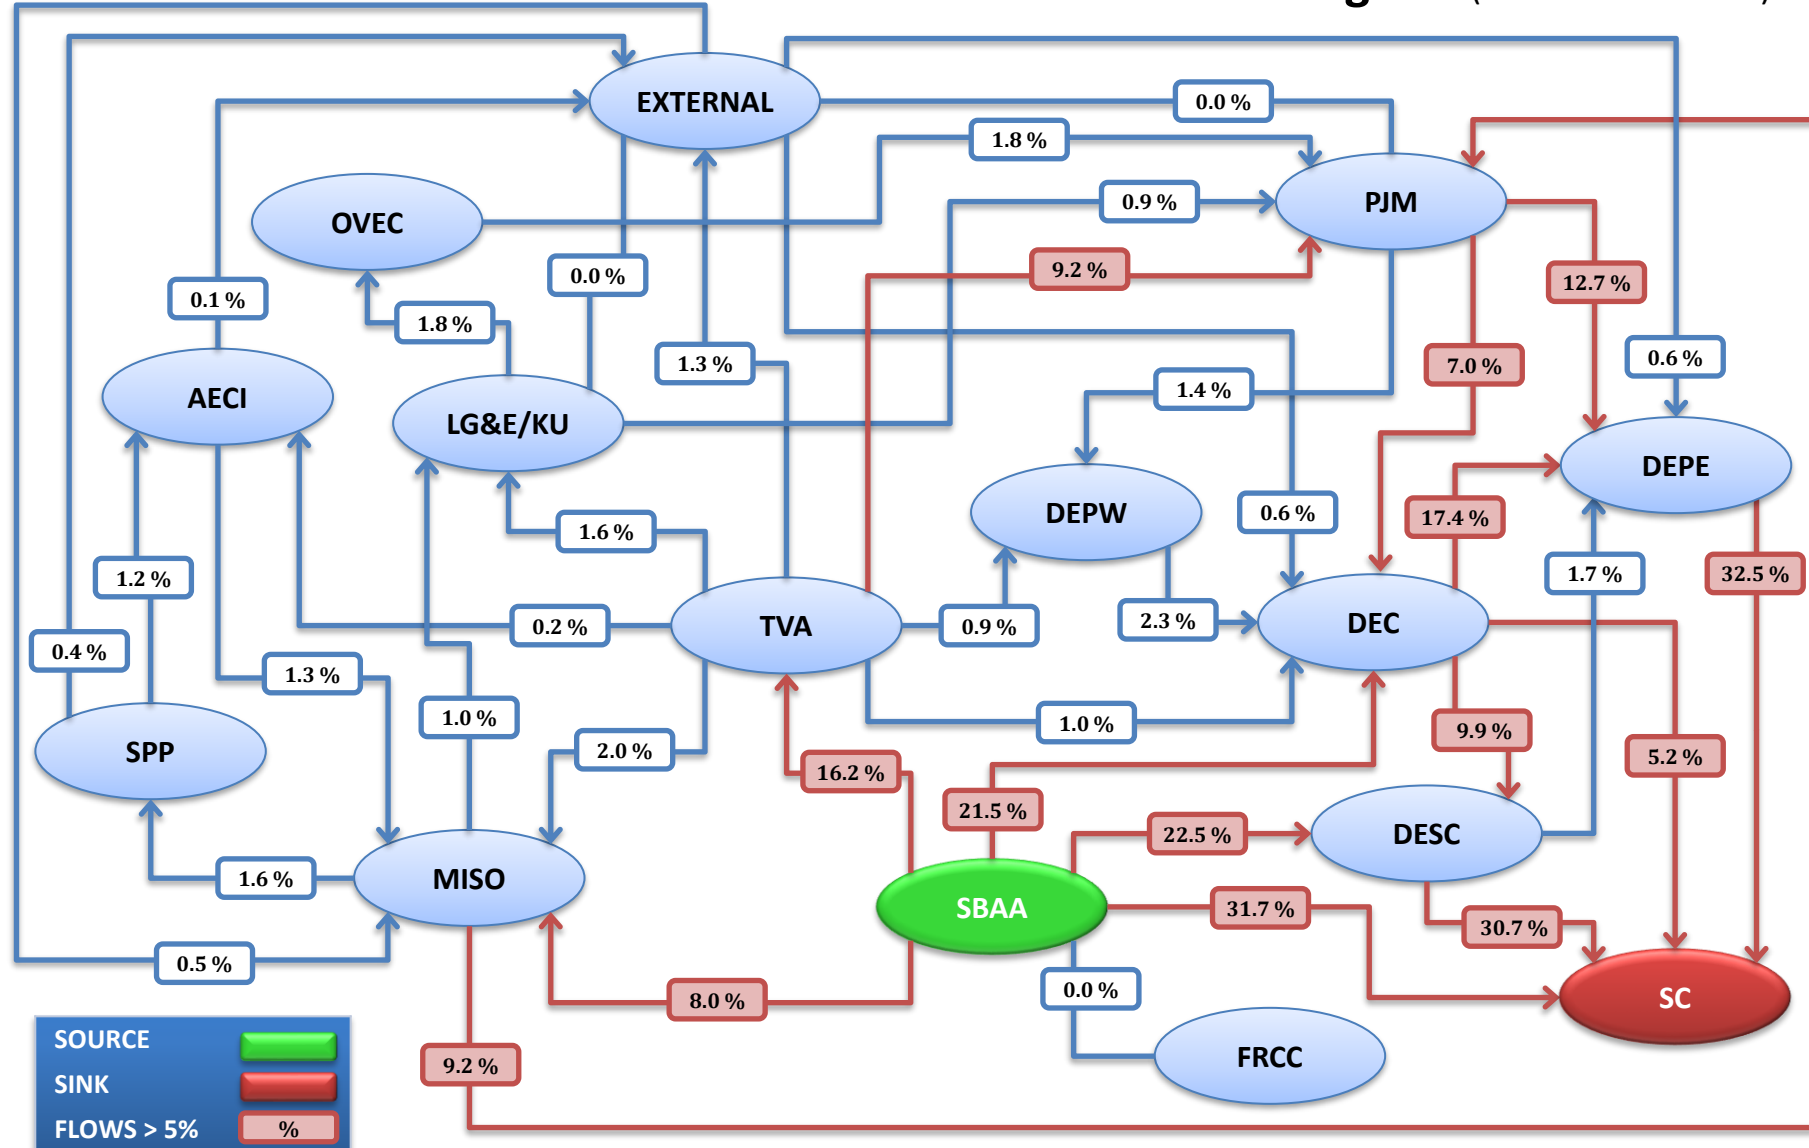 EXTERNAL
0.0 %
1.8 %
PJM
0.9 %
OVEC
9.2 %
0.0 %
12.7 %
0.1 %
1.8 %
1.3 %
7.0 %
0.6 %
1.4 %
AECI
LG&E/KU
DEPE
DEPW
0.6 %
17.4 %
1.6 %
1.2 %
1.7 %
32.5 %
0.2 %
TVA
0.9 %
2.3 %
DEC
0.4 %
1.3 %
1.0 %
1.0 %
9.9 %
SPP
2.0 %
5.2 %
16.2 %
21.5 %
22.5 %
DESC
1.6 %
MISO
SBAA
31.7 %
30.7 %
0.5 %
0.0 %
8.0 %
SC
SOURCE
9.2 %
FRCC
SINK
FLOWS > 5%
%